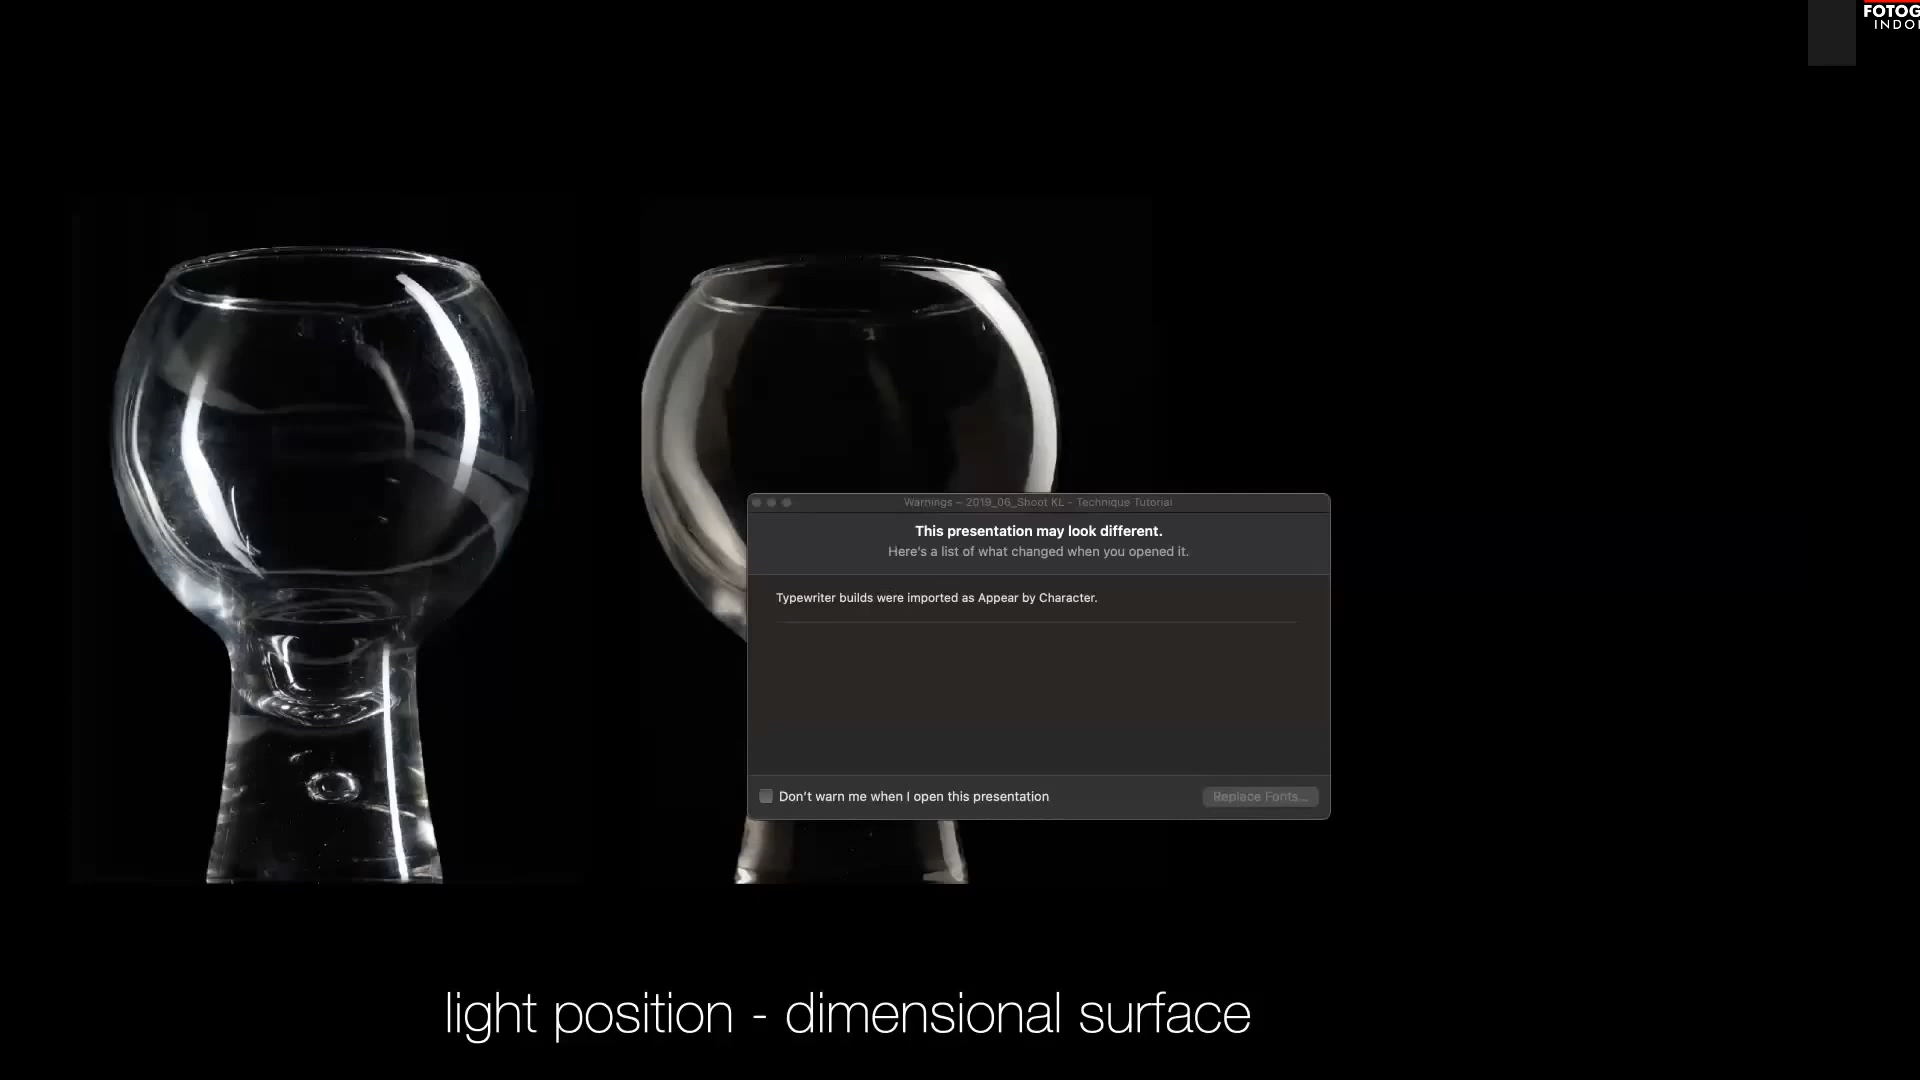 Warnings – 2019_06_Shoot KL - Technique Tutorial
This presentation may look different.
Here's a list of what changed when you opened it.
Typewriter builds were imported as Appear by Character.
Don't warn me when I open this presentation
Replace Fonts...
light position - dimensional surface